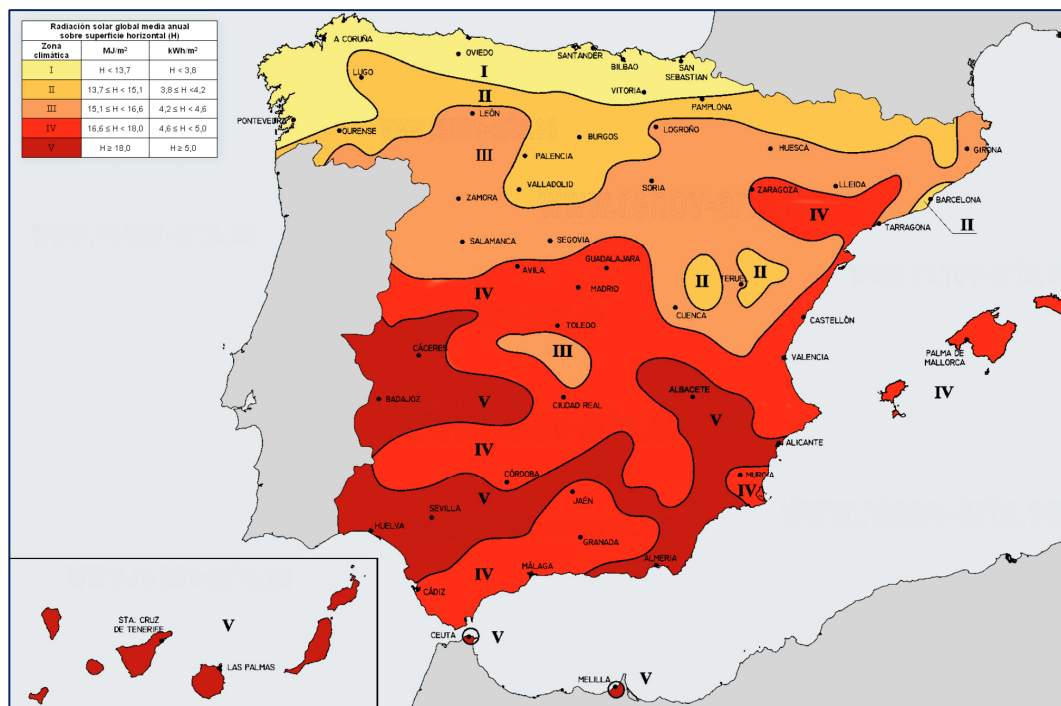 Radiación solar global media anual
sobre superficie horizontal (H)
Zona climática MJ/m² kWh/m²
I H < 13,7 H < 3,8
II 13,7 ≤ H < 15,1 3,8 ≤ H <4,2
III 15,1 ≤ H < 16,6 4,2 ≤ H < 4,6
IV 16,6 ≤ H < 18,0 4,6 ≤ H < 5,0
V H ≥ 18,0 H ≥ 5,0
A CORUÑA
OVIEDO
SANTANDER
BILBAO
SAN
SEBASTIAN
I
LUGO
VITORIA
II
PAMPLONA
PONTEVEDRA
OURENSE
LEÓN
BURGOS
LOGROÑO
HUESCA
GIRONA
III
PALENCIA
VALLADOLID
SORIA
ZARAGOZA
LLEIDA
BARCELONA
ZAMORA
IV
TARRAGONA
II
SALAMANCA
SEGOVIA
AVILA
GUADALAJARA
IV
MADRID
II
TERUEL
II
CUENCA
CASTELLÓN
TOLEDO
III
CÁCERES
VALENCIA
PALMA DE
MALLORCA
IV
BADAJOZ
V
CIUDAD REAL
ALBACETE
V
IV
ALICANTE
CÓRDOBA
MURCIA
IV
V
JAÉN
SEVILLA
HUELVA
GRANADA
ALMERIA
IV
MÁLAGA
CÁDIZ
CEUTA
V
MELILLA
V
STA. CRUZ
DE TENERIFE
V
LAS PALMAS